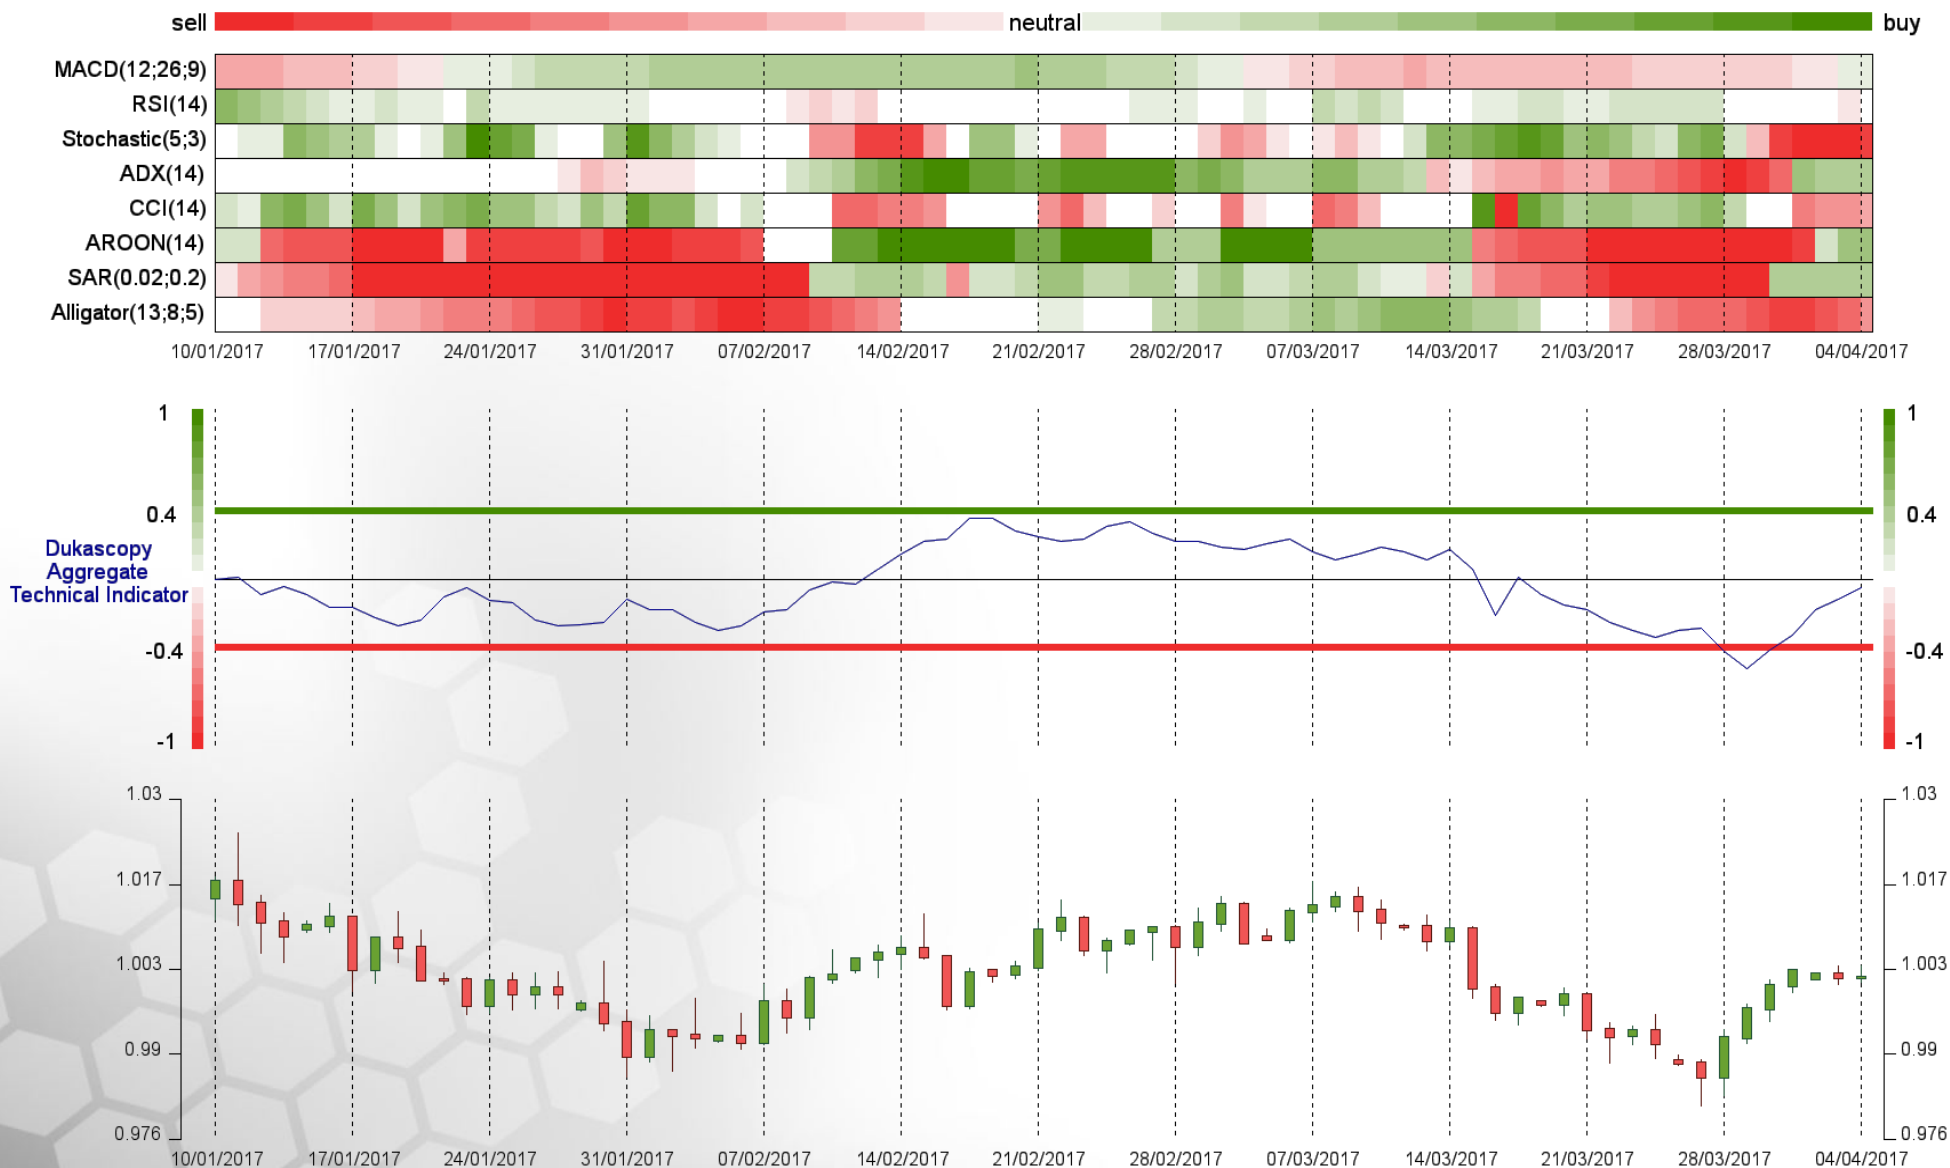 sell neutral buy
MACD(12;26;9)
RSI(14)
Stochastic(5;3)
ADX(14)
CCI(14)
AROON(14)
SAR(0.02;0.2)
Alligator(13;8;5)
10/01/2017 17/01/2017 24/01/2017 31/01/2017 07/02/2017 14/02/2017 21/02/2017 28/02/2017 07/03/2017 14/03/2017 21/03/2017 28/03/2017 04/04/2017
1 1
0.4 0.4
Dukascopy
Aggregate
Technical Indicator
-0.4 -0.4
-1 -1
1.03 1.03
1.017 1.017
1.003 1.003
0.99 0.99
0.976 0.976
10/01/2017 17/01/2017 24/01/2017 31/01/2017 07/02/2017 14/02/2017 21/02/2017 28/02/2017 07/03/2017 14/03/2017 21/03/2017 28/03/2017 04/04/2017